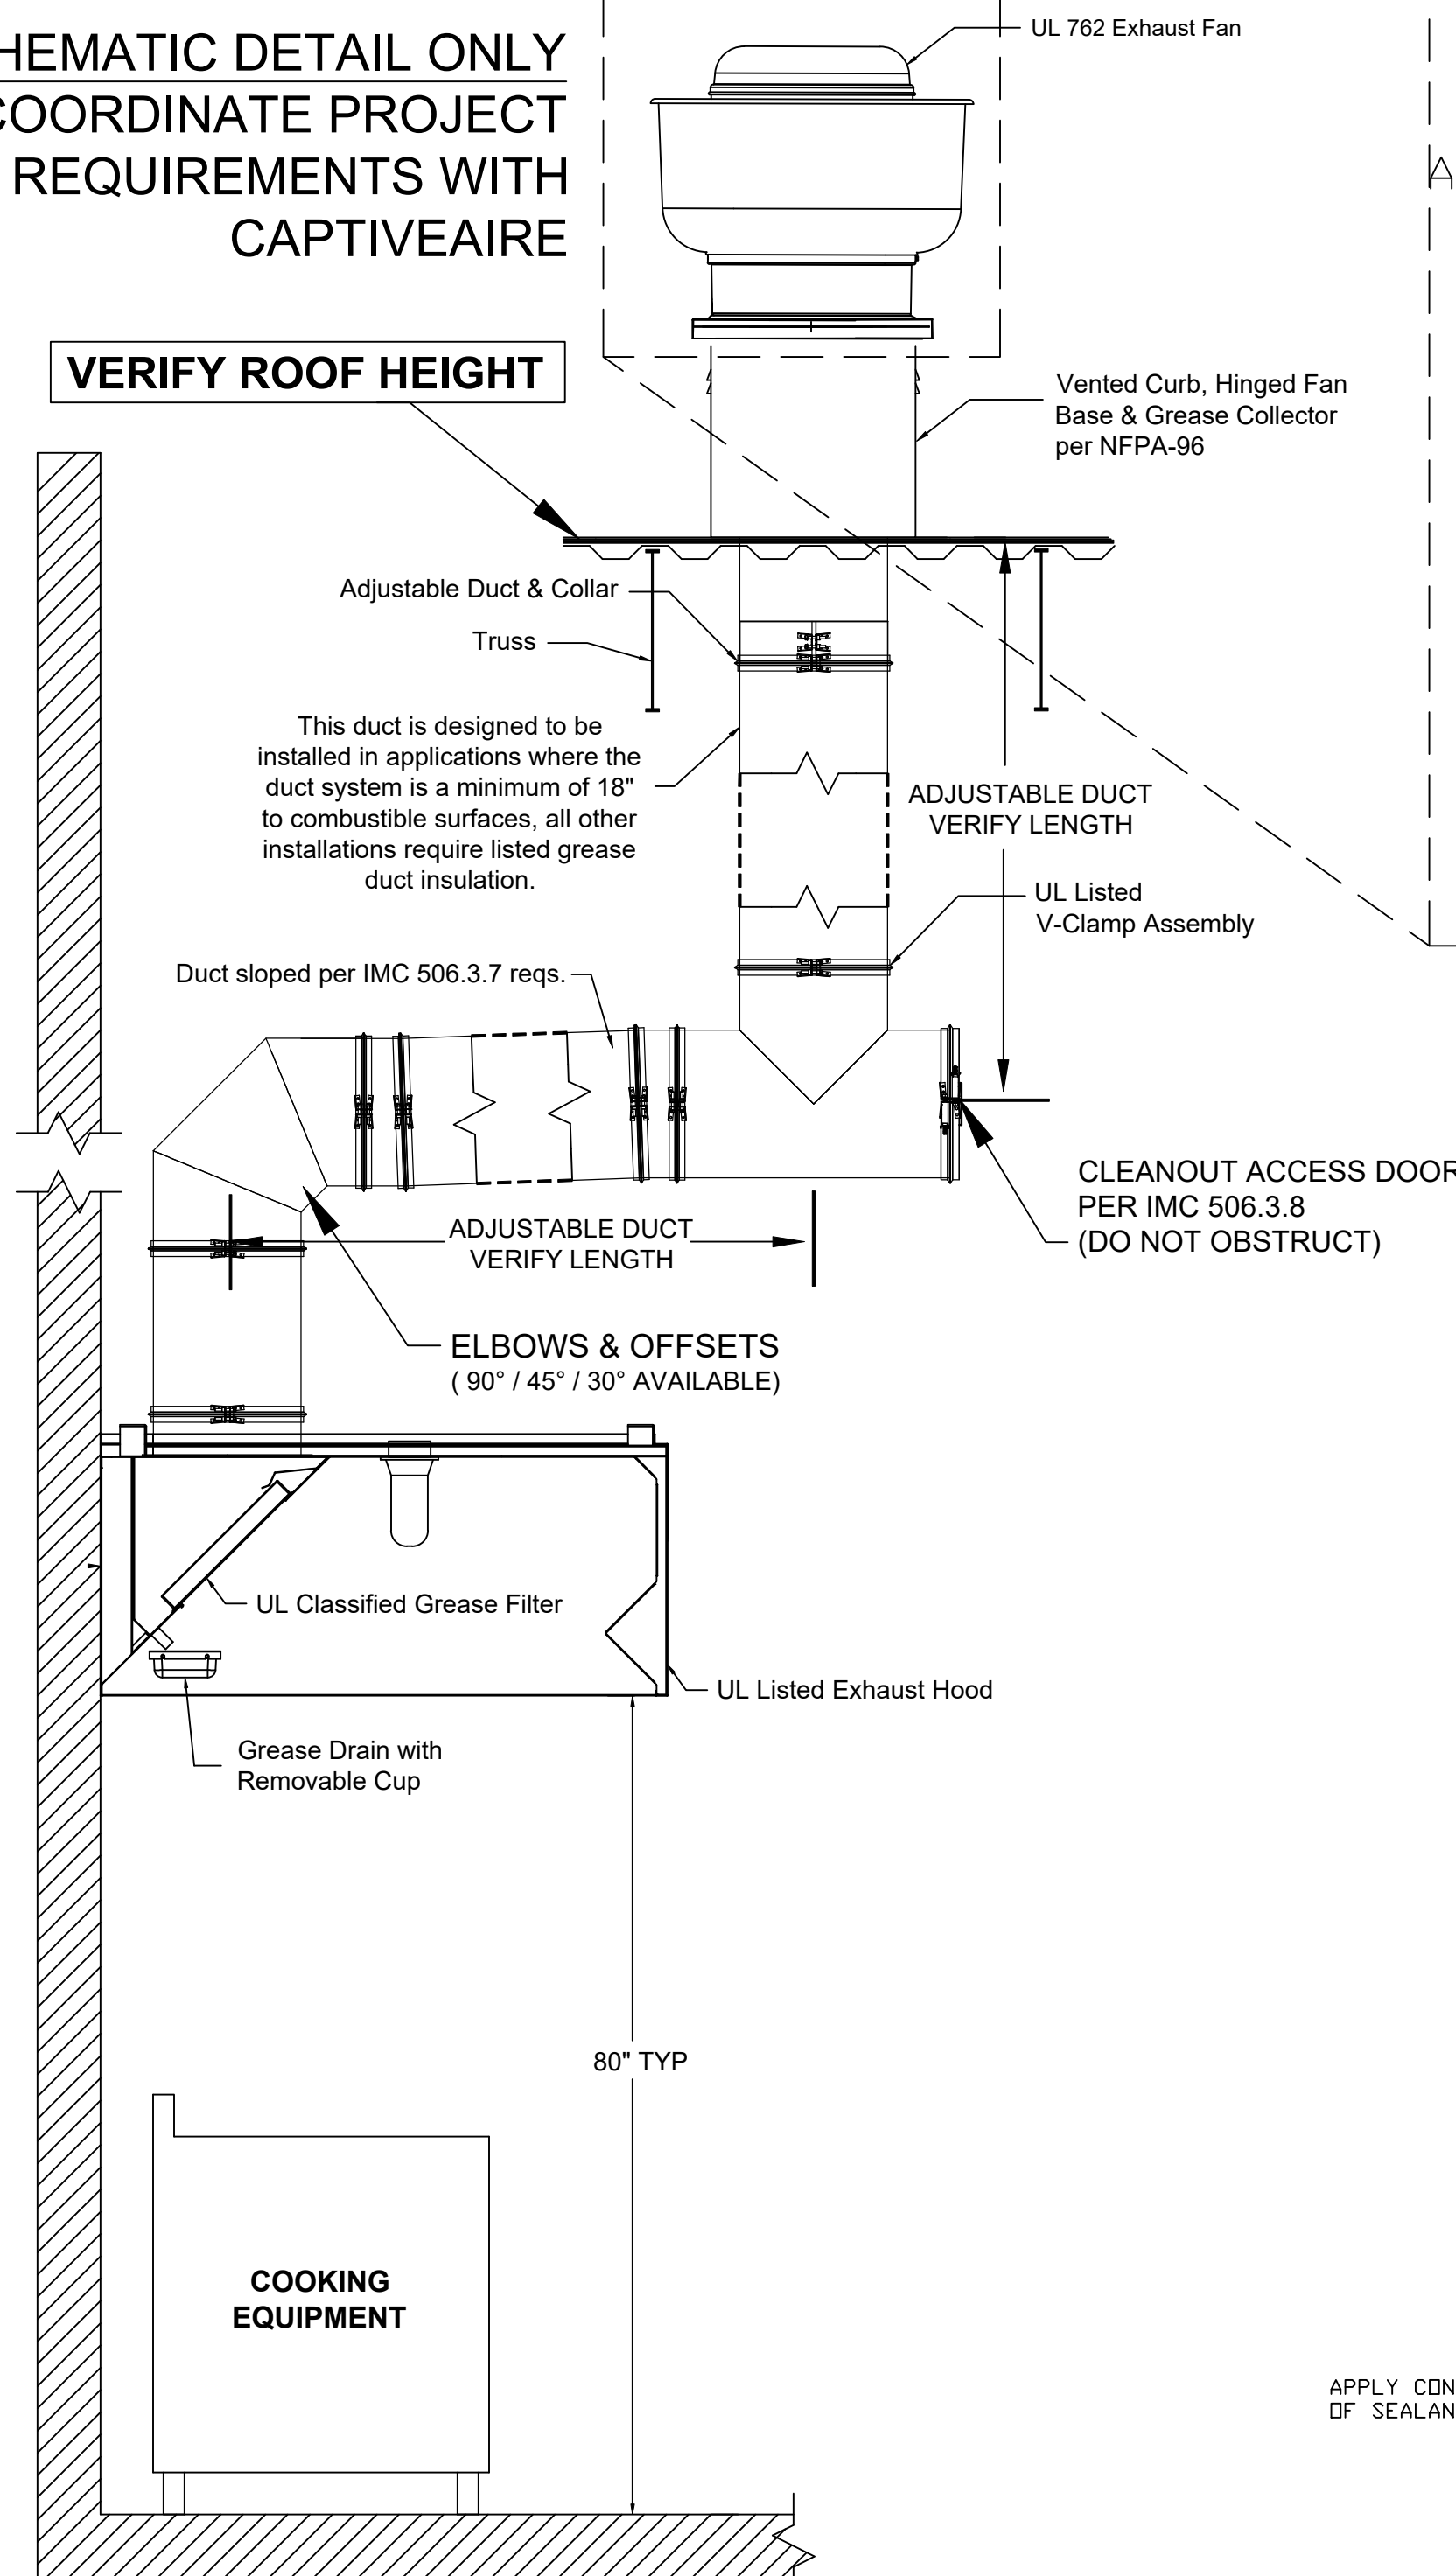 HEMATIC DETAIL ONLY
COORDINATE PROJECT
REQUIREMENTS WITH
CAPTIVEAIRE
UL 762 Exhaust Fan
A
VERIFY ROOF HEIGHT
Vented Curb, Hinged Fan
Base & Grease Collector
per NFPA-96
Adjustable Duct & Collar
Truss
This duct is designed to be
installed in applications where the
duct system is a minimum of 18"
to combustible surfaces, all other
installations require listed grease
duct insulation.
ADJUSTABLE DUCT
VERIFY LENGTH
UL Listed
V-Clamp Assembly
Duct sloped per IMC 506.3.7 reqs.
CLEANOUT ACCESS DOOR
PER IMC 506.3.8
(DO NOT OBSTRUCT)
ADJUSTABLE DUCT
VERIFY LENGTH
ELBOWS & OFFSETS
( 90° / 45° / 30° AVAILABLE)
UL Classified Grease Filter
UL Listed Exhaust Hood
Grease Drain with
Removable Cup
80" TYP
COOKING
EQUIPMENT
APPLY CON
OF SEALAN